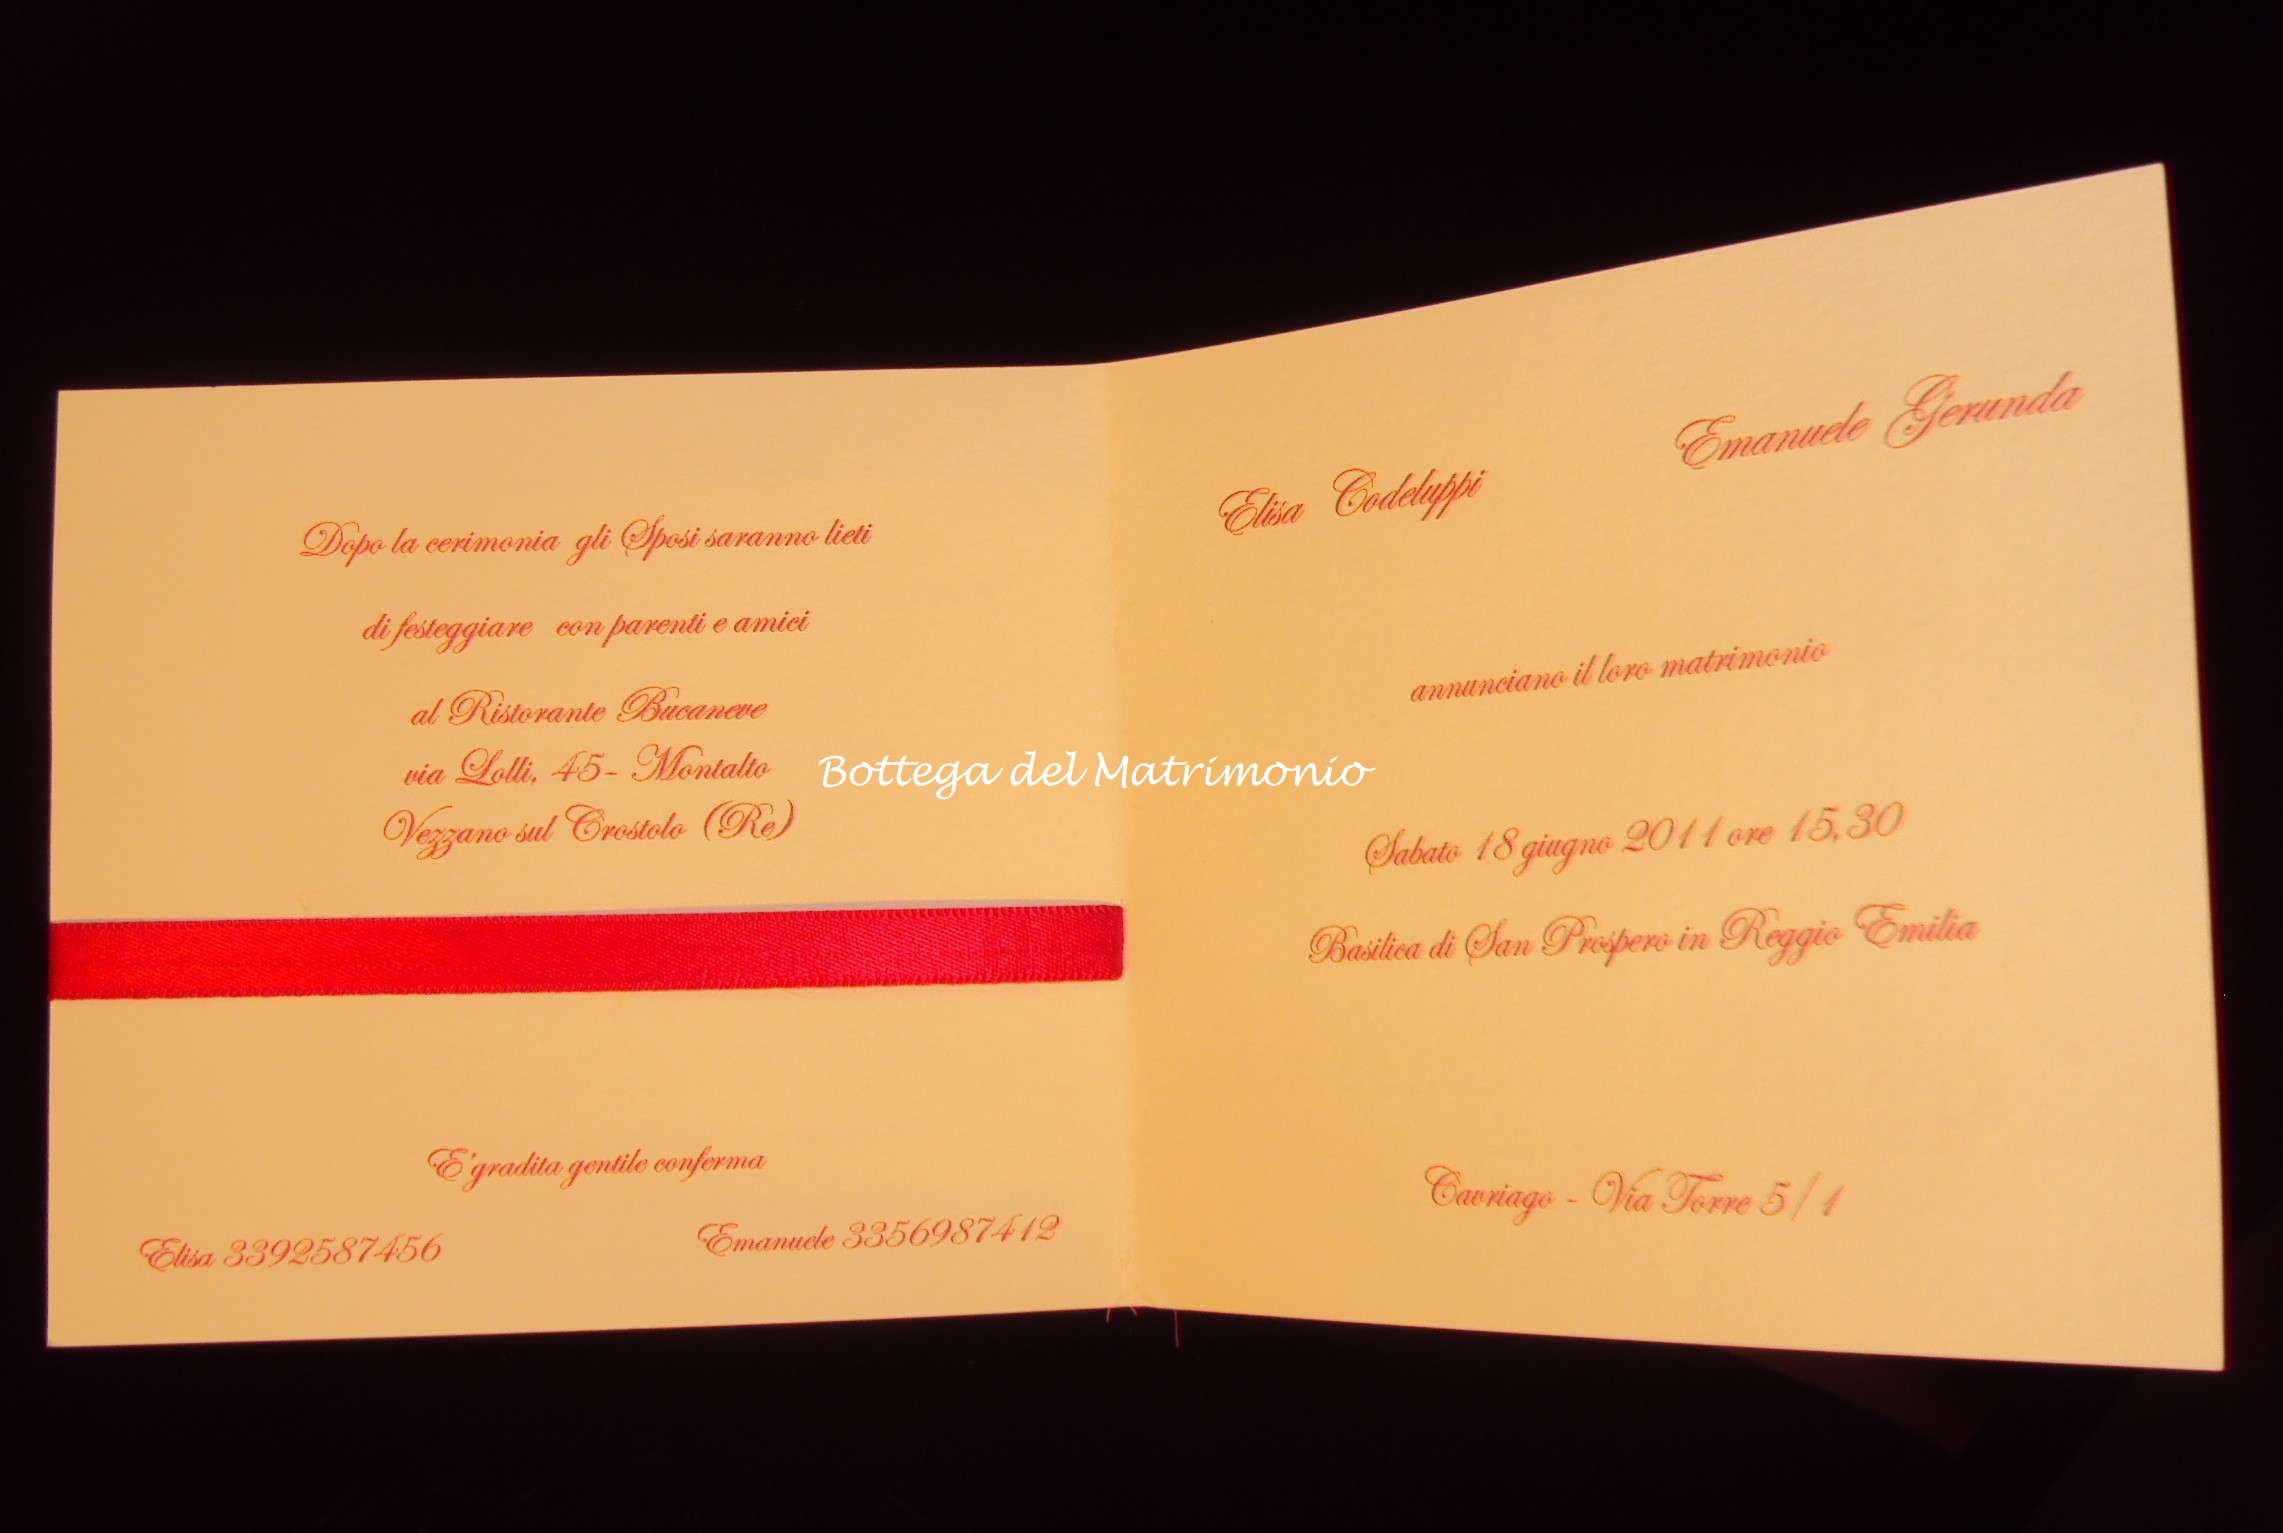 Dopo la cerimonia gli Sposi saranno lieti
di festeggiare con parenti e amici
al Ristorante Bucaneve
via Lolli, 45- Montalto
Vezzano sul Crostolo (Re)
E'gradita gentile conferma
Elisa 3392587456
Emanuele 3356987412
Bottega del Matrimonio
Elisa Codeluppi
Emanuele Gerunda
annunciano il loro matrimonio
Sabato 18 giugno 2011 ore 15,30
Basilica di San Prospero in Reggio Emilia
Cavriago - Via Torre 5/1